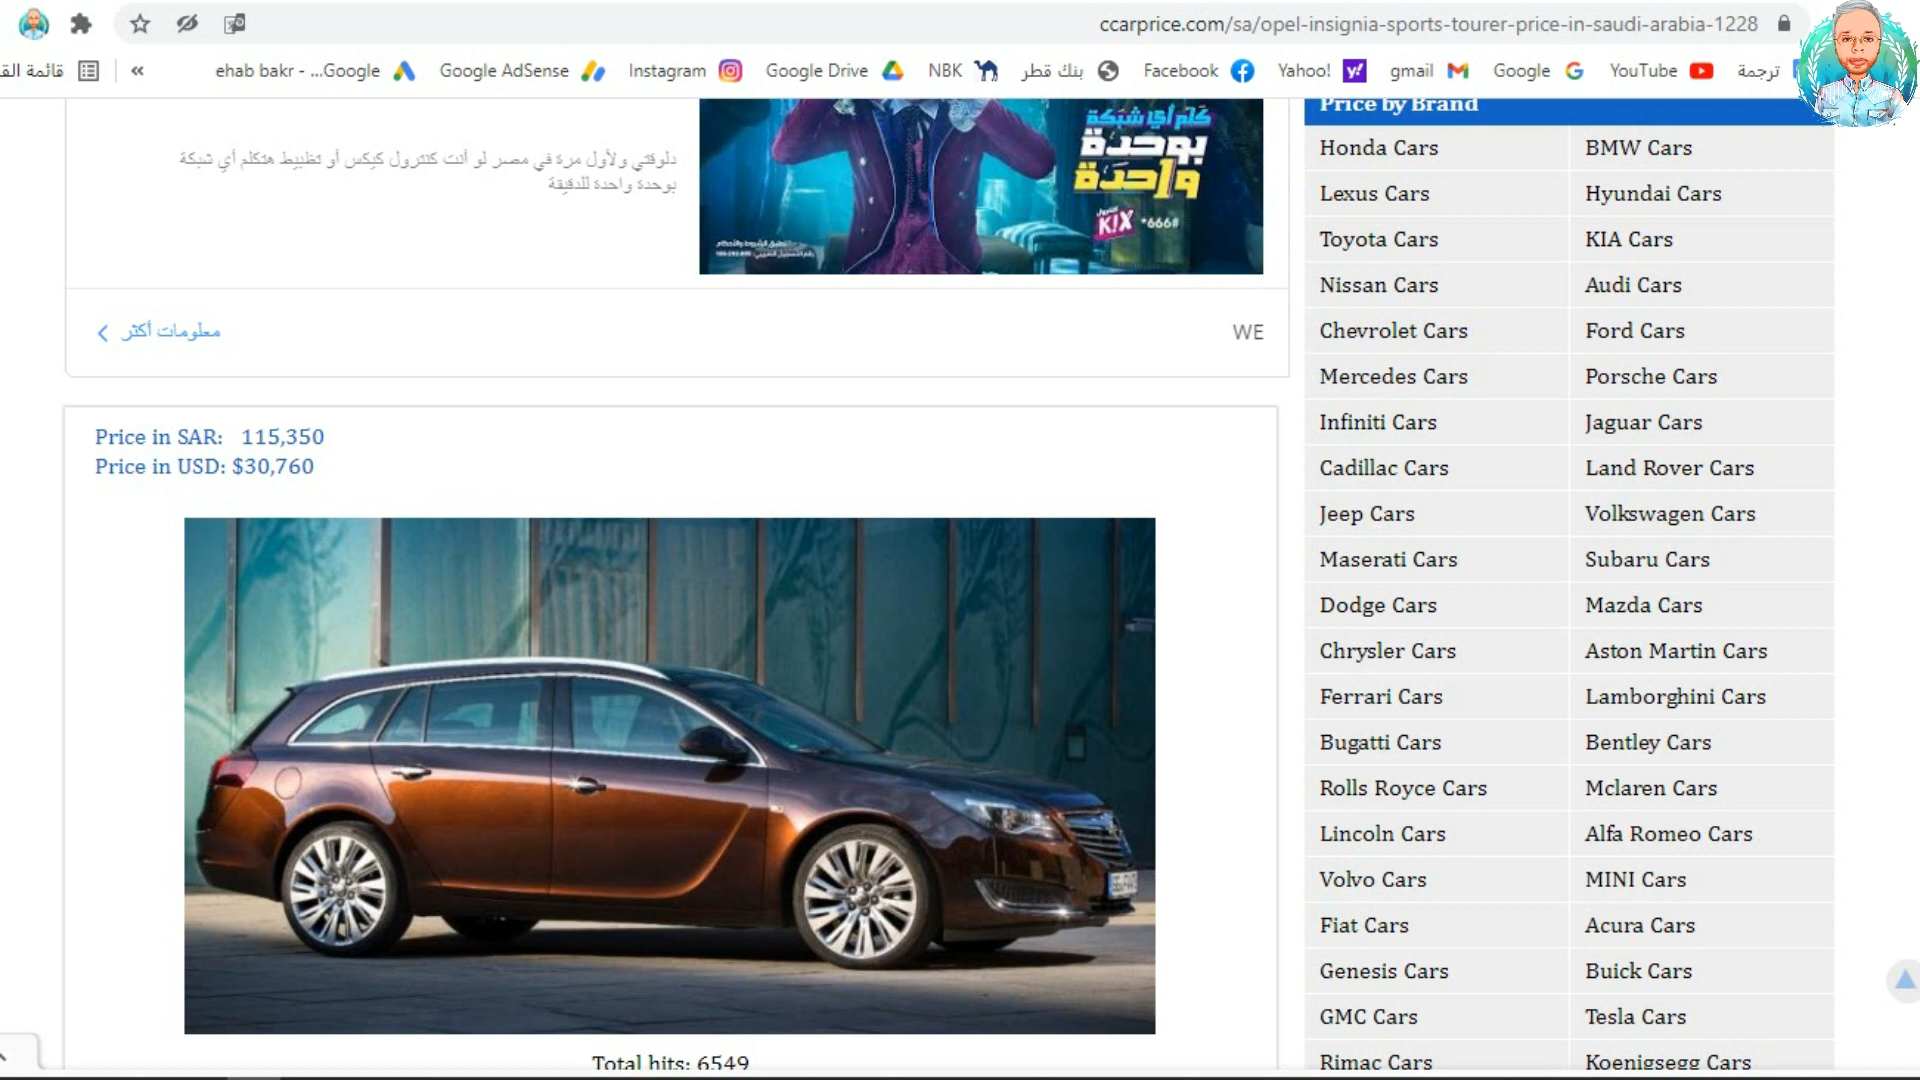 ccarprice.com/sa/opel-insignia-sports-tourer-price-in-saudi-arabia-1228
ترجمة
YouTube
Google
gmail
Yahoo!
Facebook
بنك قطر
NBK
Google Drive
Instagram
Google AdSense
ehab bakr - ...Google
«
قائمة الق
كلم أي شبكة
بوحدة
واحدة
KIX
*666#
دلوقتي ولأول مرة في مصر لو أنت كنترول كيكس أو تظبيط هتكلم أي شبكة
بوحدة واحدة للدقيقة
معلومات أكثر
WE
Price in SAR: 115,350
Price in USD: $30,760
Total hits: 6549
Price by Brand
Honda Cars BMW Cars
Lexus Cars Hyundai Cars
Toyota Cars KIA Cars
Nissan Cars Audi Cars
Chevrolet Cars Ford Cars
Mercedes Cars Porsche Cars
Infiniti Cars Jaguar Cars
Cadillac Cars Land Rover Cars
Jeep Cars Volkswagen Cars
Maserati Cars Subaru Cars
Dodge Cars Mazda Cars
Chrysler Cars Aston Martin Cars
Ferrari Cars Lamborghini Cars
Bugatti Cars Bentley Cars
Rolls Royce Cars Mclaren Cars
Lincoln Cars Alfa Romeo Cars
Volvo Cars MINI Cars
Fiat Cars Acura Cars
Genesis Cars Buick Cars
GMC Cars Tesla Cars
Rimac Cars Koenigsegg Cars